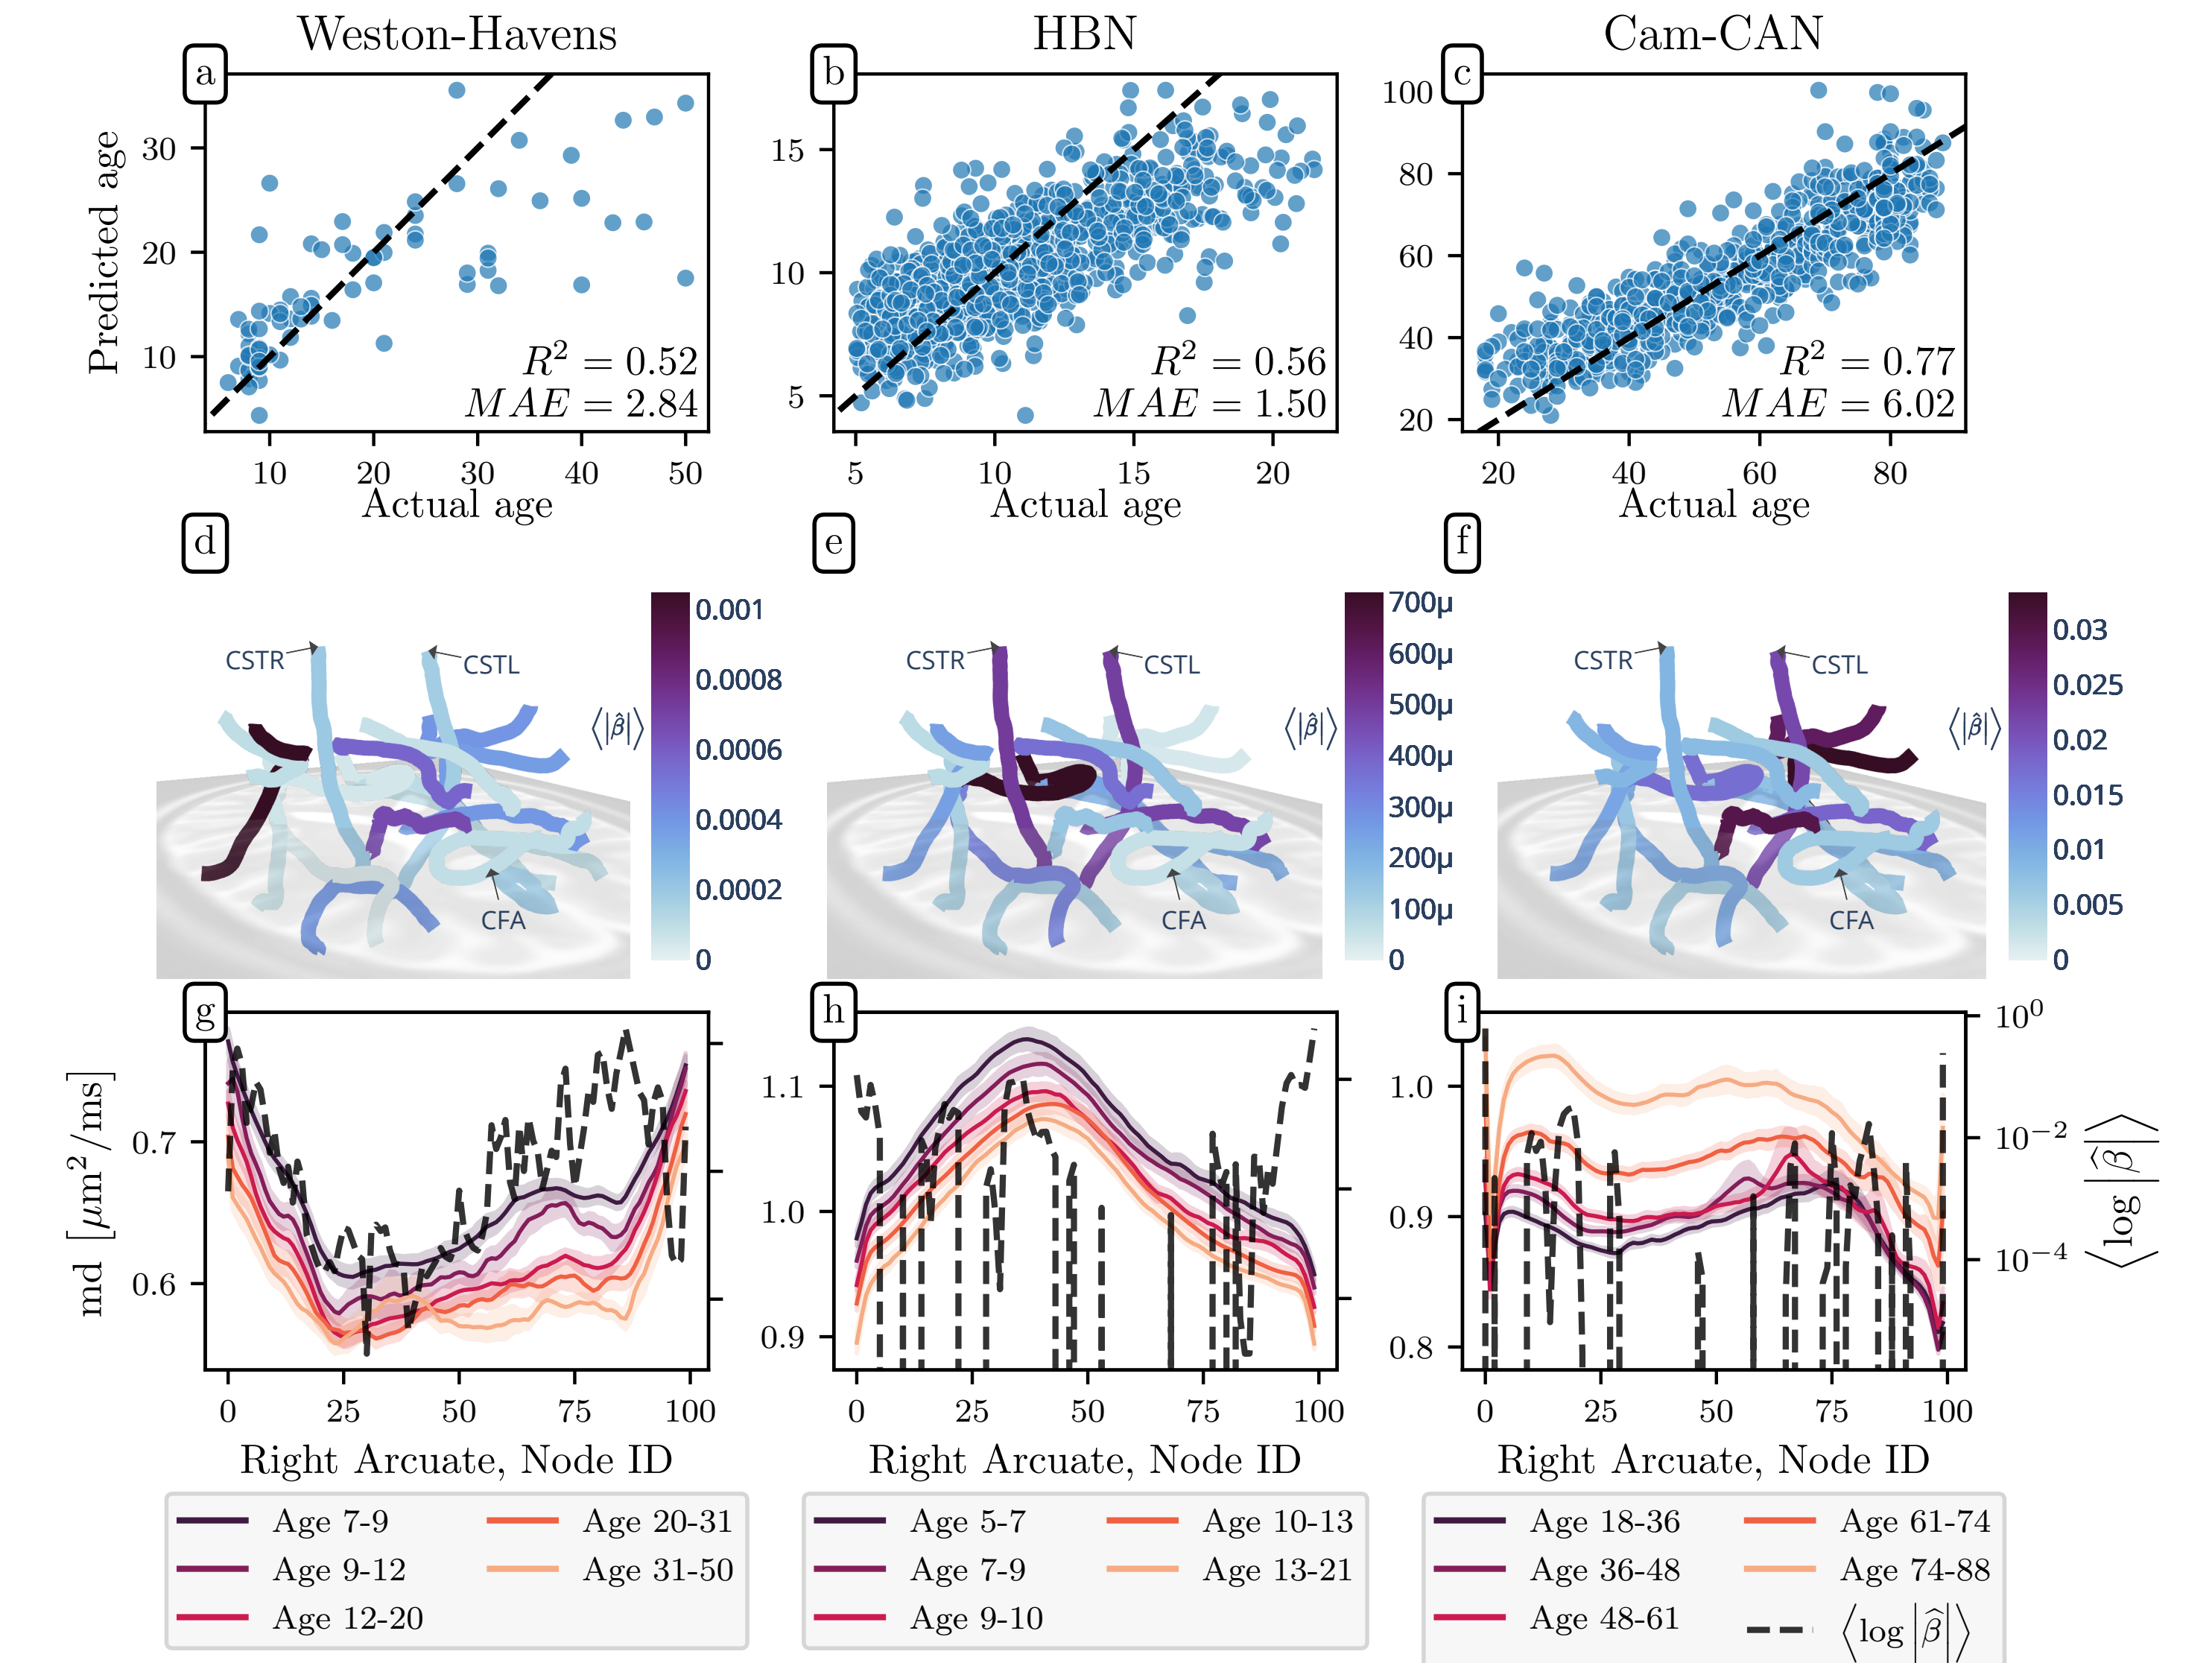 Weston-Havens
HBN
Cam-CAN
a
b
c
Predicted age
30
20
10
R² = 0.52
MAE = 2.84
10 20 30 40 50
Actual age
15
10
5
R² = 0.56
MAE = 1.50
5 10 15 20
Actual age
100
80
60
40
20
R² = 0.77
MAE = 6.02
20 40 60 80
Actual age
d
e
f
CSTR
CSTL
CFA
⟨|β̂|⟩
0.001
0.0008
0.0006
0.0004
0.0002
0
CSTR
CSTL
CFA
⟨|β̂|⟩
700µ
600µ
500µ
400µ
300µ
200µ
100µ
0
CSTR
CSTL
CFA
⟨|β̂|⟩
0.03
0.025
0.02
0.015
0.01
0.005
0
g
h
i
md [µm²/ms]
0.7
0.6
0 25 50 75 100
Right Arcuate, Node ID
1.1
1.0
0.9
0 25 50 75 100
Right Arcuate, Node ID
1.0
0.9
0.8
10⁰
10⁻²
10⁻⁴
⟨log |β̂|⟩
0 25 50 75 100
Right Arcuate, Node ID
Age 7-9
Age 9-12
Age 12-20
Age 20-31
Age 31-50
Age 5-7
Age 7-9
Age 9-10
Age 10-13
Age 13-21
Age 18-36
Age 36-48
Age 48-61
Age 61-74
Age 74-88
⟨log |β̂|⟩